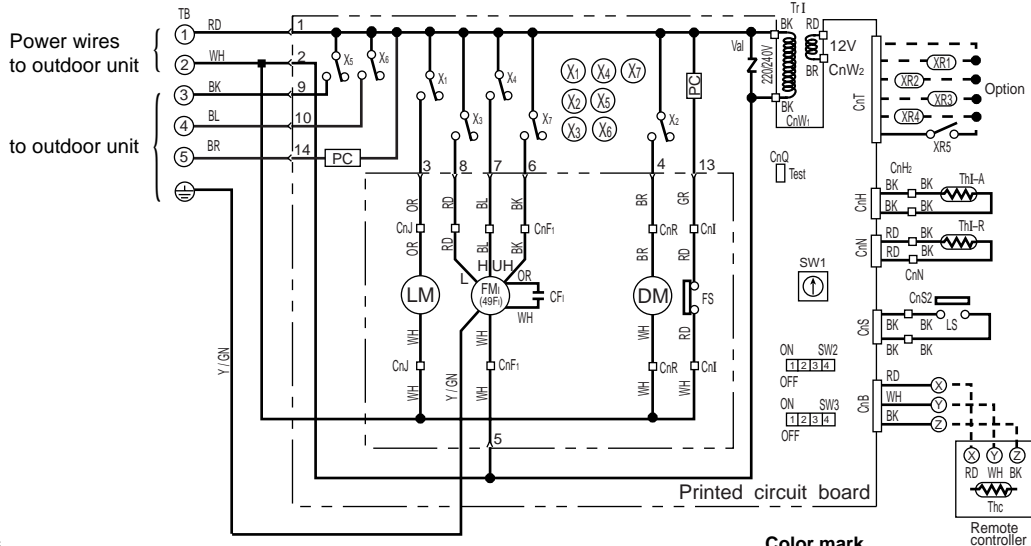 TB
Power wires
to outdoor unit
to outdoor unit
1 RD 1
2 WH 2
3 BK 9
4 BL 10
5 BR 14 PC
X5 X6 X1 X4 X3 X7 X2
X1 X4 X7
X2 X5
X3 X6
PC
Val
TrI
BK RD
220/240V
12V
BR CnW2
BK
CnW1
CnQ
Test
3 8 7 6 4 13
OR RD BL BK BR GR
CnJ CnF1 CnR CnI
OR RD BL BK BR RD
L H UH
OR
LM
FMI
(49FI)
CFI
WH
DM
FS
WH WH RD
CnJ CnF1 CnR CnI
Y/GN
Y/GN
WH WH WH WH
5
SW1
ON SW2
1 2 3 4
OFF
ON SW3
1 2 3 4
OFF
Printed circuit board
CnT
XR1
XR2
XR3
XR4
XR5
Option
CnH2
CnH
BK BK ThI-A
BK BK
CnN
RD BK ThI-R
RD BK
CnN
CnS2
CnS
BK BK LS
BK BK
CnB
RD X
WH Y
BK Z
X Y Z
RD WH BK
Thc
Remote
controller
Color mark